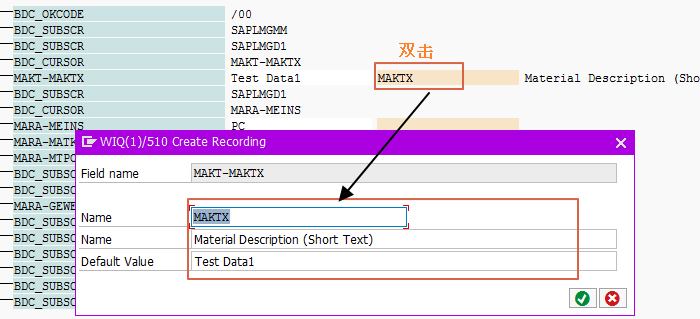 BDC_OKCODE /00
BDC_SUBSCR SAPLMGMM
双击
BDC_SUBSCR SAPLMGD1
BDC_CURSOR MAKT-MAKTX
MAKT-MAKTX Test Data1 MAKTX Material Description (Sho
BDC_SUBSCR SAPLMGD1
BDC_CURSOR MARA-MEINS
MARA-MEINS PC
MARA-MATK
MARA-MTPO
BDC_SUBSC
BDC_SUBSC
MARA-GEWE
BDC_SUBSC
BDC_SUBSC
BDC_SUBSC
BDC_SUBSC
BDC_SUBSC
WIQ(1)/510 Create Recording
Field name MAKT-MAKTX
Name MAKTX
Name Material Description (Short Text)
Default Value Test Data1